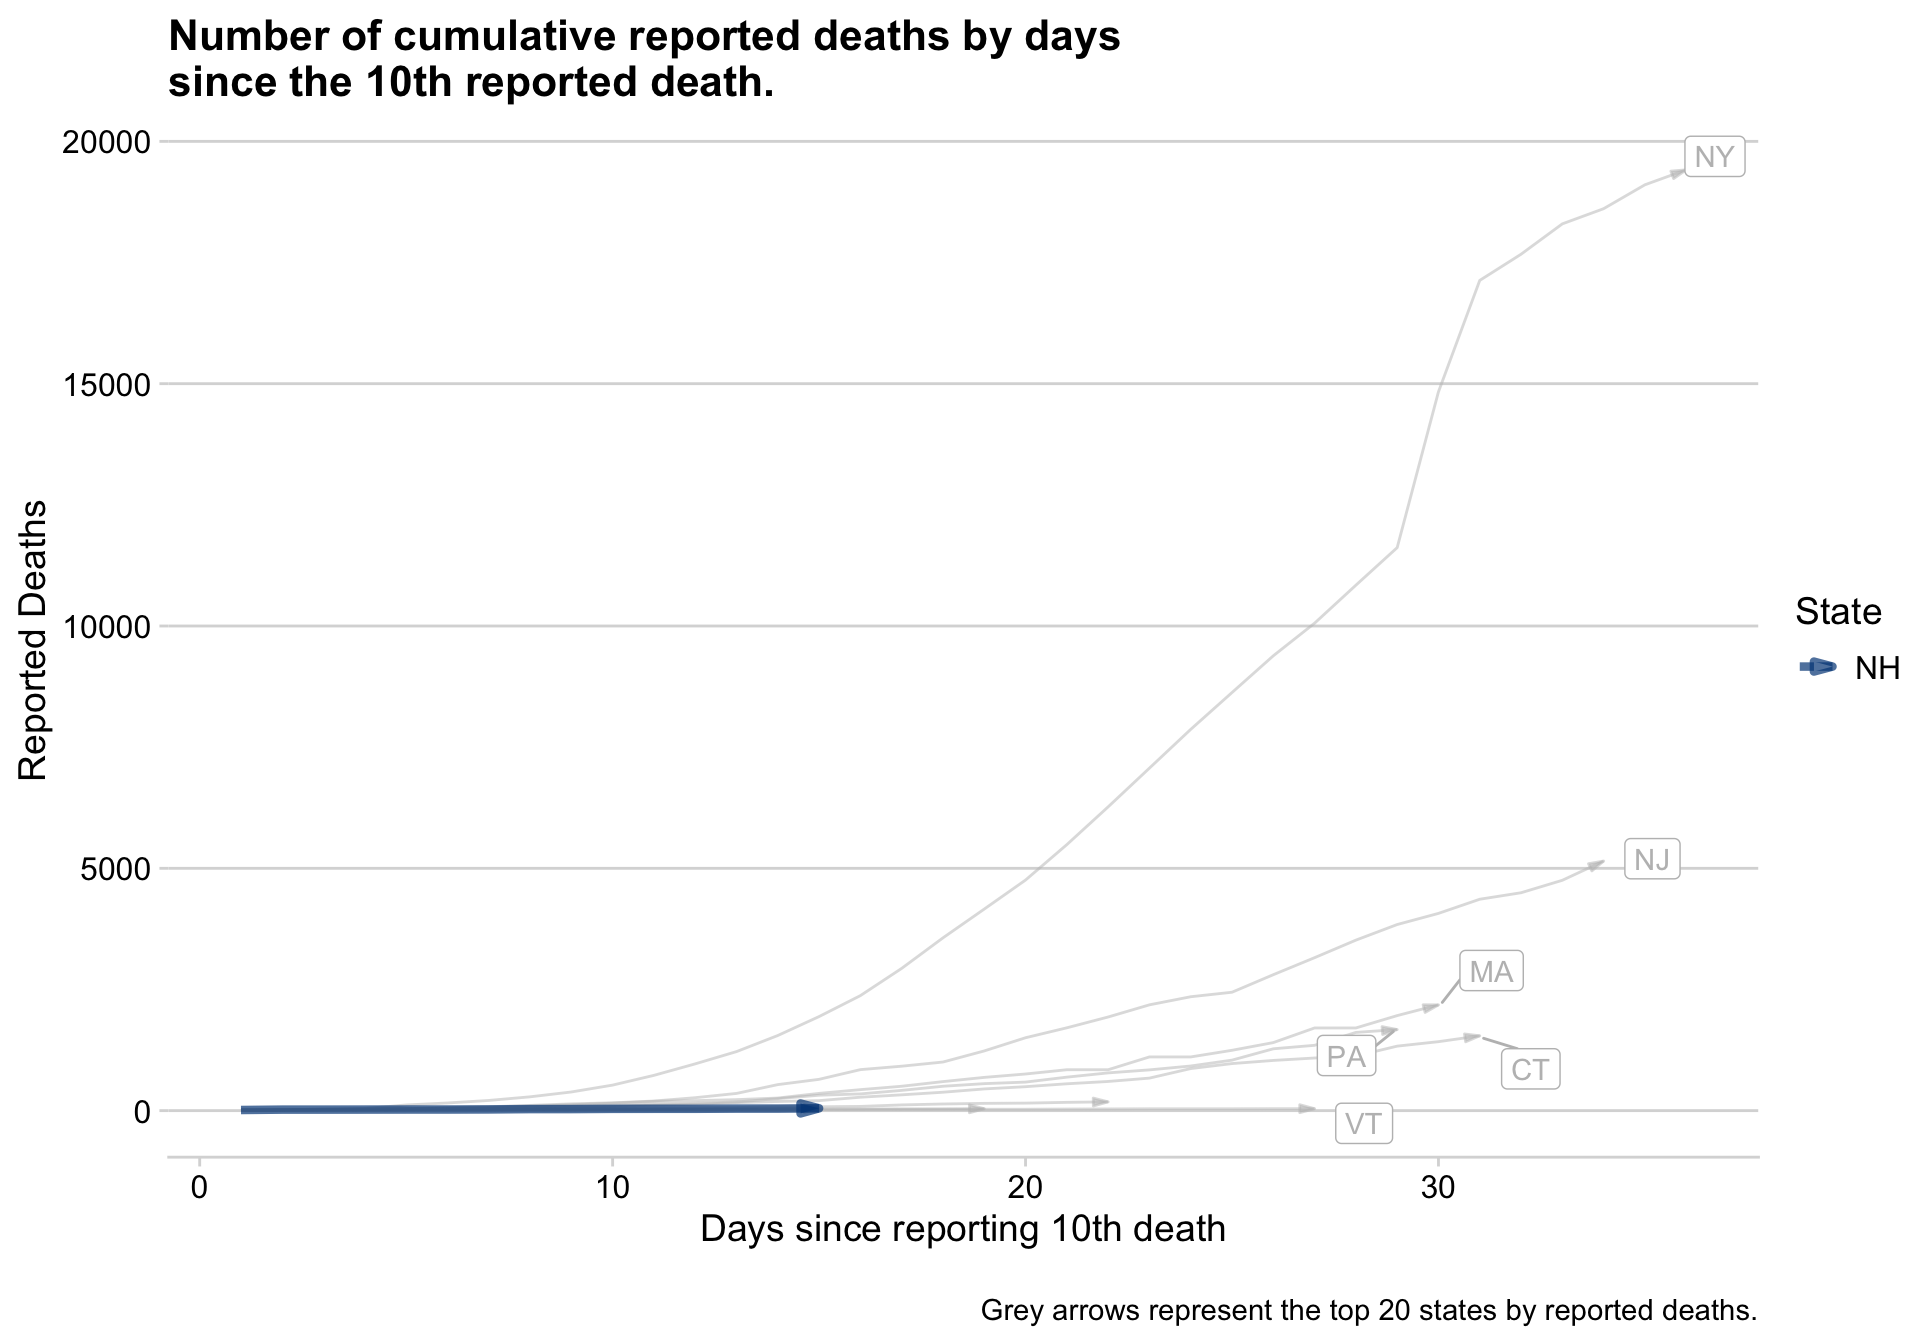 Number of cumulative reported deaths by days
since the 10th reported death.
20000
15000
10000
5000
0
Reported Deaths
NY
NJ
MA
PA
CT
VT
State
NH
0
10
20
30
Days since reporting 10th death
Grey arrows represent the top 20 states by reported deaths.